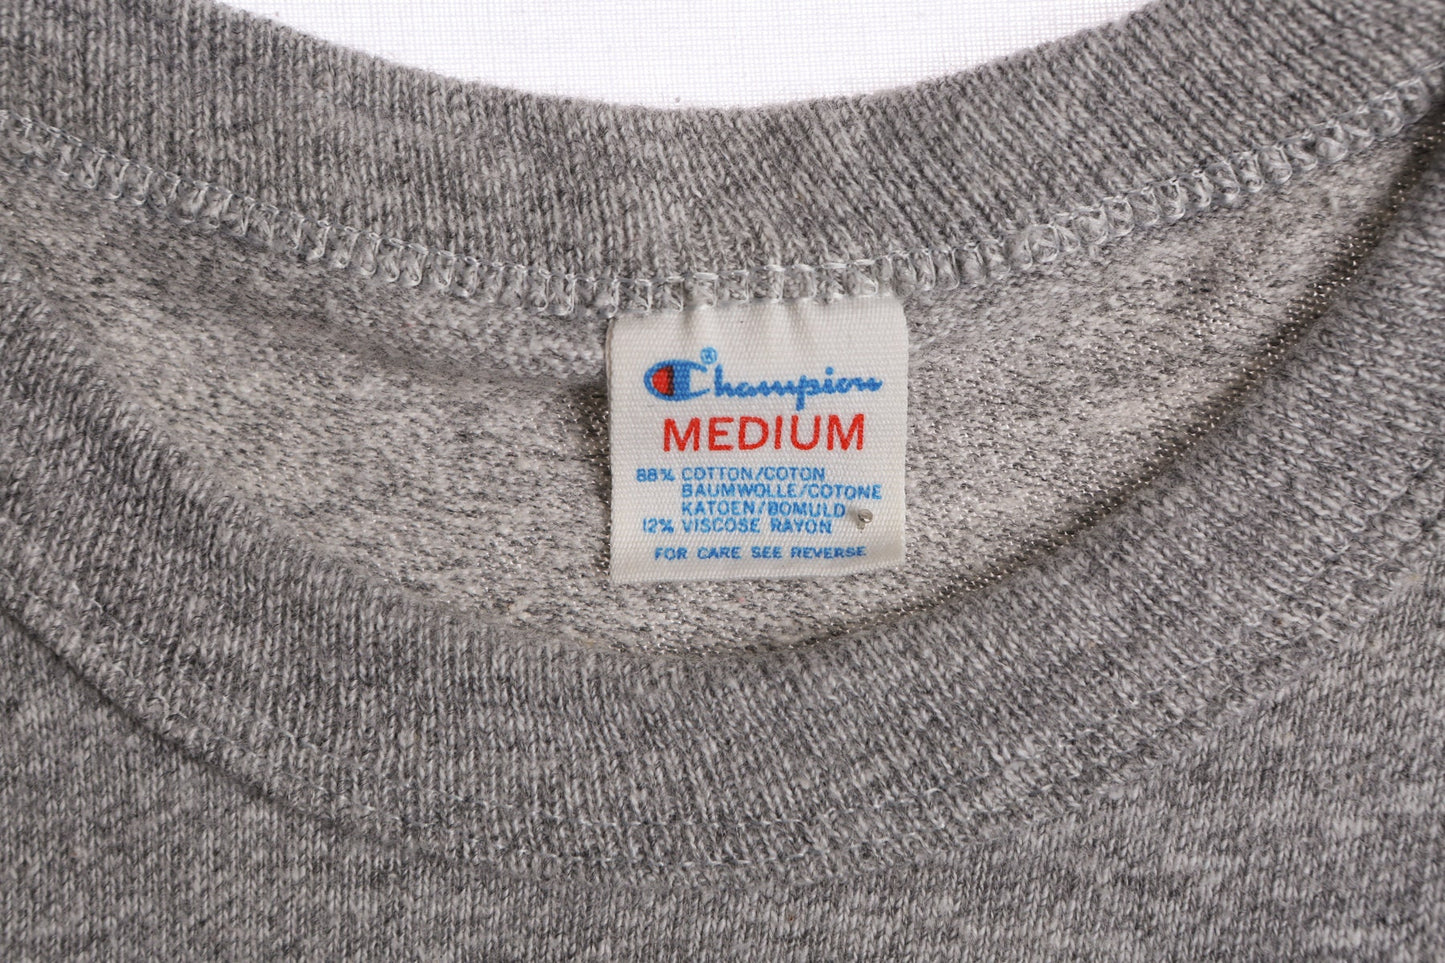 Champion®
MEDIUM
88% COTTON/COTON
BAUMWOLLE/COTONE
KATOEN/BOMULD
12% VISCOSE RAYON
FOR CARE SEE REVERSE